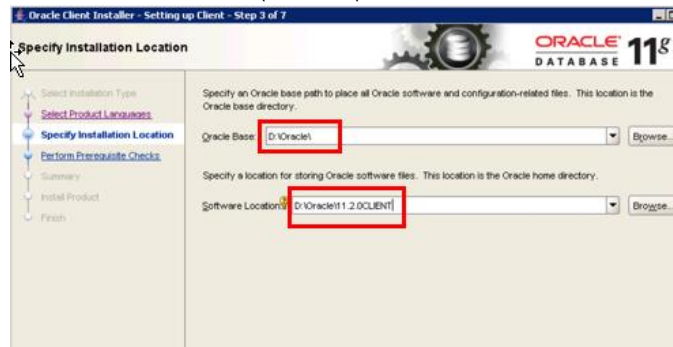 Oracle Client Installer - Setting up Client - Step 3 of 7
Specify Installation Location
ORACLE
DATABASE
11g
Select Installation Type
Select Product Languages
Specify Installation Location
Perform Prerequisite Checks
Summary
Install Product
Finish
Specify an Oracle base path to place all Oracle software and configuration-related files. This location is the
Oracle base directory.
Oracle Base: D:\Oracle\ Browse...
Specify a location for storing Oracle software files. This location is the Oracle home directory.
Software Location: D:\Oracle\11.2.0CLIENT Browse...